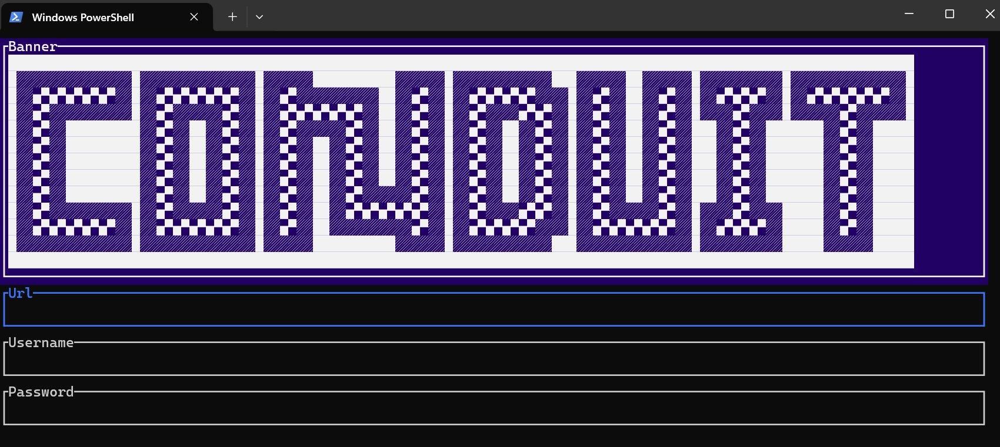 Windows PowerShell
Banner
CONDUIT
Url
Username
Password